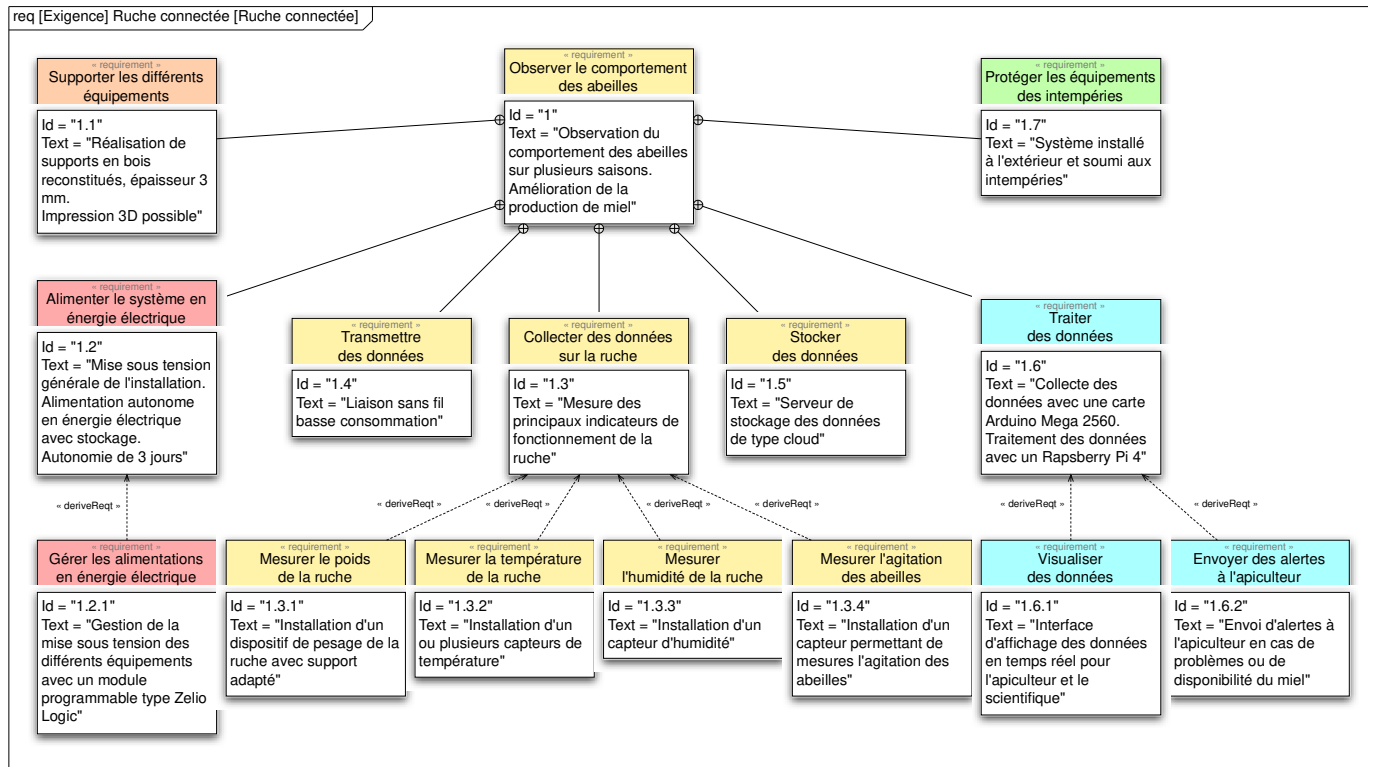 req [Exigence] Ruche connectée [Ruche connectée]
« requirement »
Supporter les différents
équipements
Id = "1.1"
Text = "Réalisation de
supports en bois
reconstitués, épaisseur 3
mm.
Impression 3D possible"
« requirement »
Observer le comportement
des abeilles
Id = "1"
Text = "Observation du
comportement des abeilles
sur plusieurs saisons.
Amélioration de la
production de miel"
« requirement »
Protéger les équipements
des intempéries
Id = "1.7"
Text = "Système installé
à l'extérieur et soumi aux
intempéries"
« requirement »
Alimenter le système en
énergie électrique
Id = "1.2"
Text = "Mise sous tension
générale de l'installation.
Alimentation autonome
en énergie électrique
avec stockage.
Autonomie de 3 jours"
« requirement »
Transmettre
des données
Id = "1.4"
Text = "Liaison sans fil
basse consommation"
« requirement »
Collecter des données
sur la ruche
Id = "1.3"
Text = "Mesure des
principaux indicateurs de
fonctionnement de la
ruche"
« requirement »
Stocker
des données
Id = "1.5"
Text = "Serveur de
stockage des données
de type cloud"
« requirement »
Traiter
des données
Id = "1.6"
Text = "Collecte des
données avec une carte
Arduino Mega 2560.
Traitement des données
avec un Rapsberry Pi 4"
« deriveReqt »
« deriveReqt »
« deriveReqt »
« deriveReqt »
« deriveReqt »
« deriveReqt »
« deriveReqt »
« requirement »
Gérer les alimentations
en énergie électrique
Id = "1.2.1"
Text = "Gestion de la
mise sous tension des
différents équipements
avec un module
programmable type Zelio
Logic"
« requirement »
Mesurer le poids
de la ruche
Id = "1.3.1"
Text = "Installation d'un
dispositif de pesage de la
ruche avec support
adapté"
« requirement »
Mesurer la température
de la ruche
Id = "1.3.2"
Text = "Installation d'un
ou plusieurs capteurs de
température"
« requirement »
Mesurer
l'humidité de la ruche
Id = "1.3.3"
Text = "Installation d'un
capteur d'humidité"
« requirement »
Mesurer l'agitation
des abeilles
Id = "1.3.4"
Text = "Installation d'un
capteur permettant de
mesures l'agitation des
abeilles"
« requirement »
Visualiser
des données
Id = "1.6.1"
Text = "Interface
d'affichage des données
en temps réel pour
l'apiculteur et le
scientifique"
« requirement »
Envoyer des alertes
à l'apiculteur
Id = "1.6.2"
Text = "Envoi d'alertes à
l'apiculteur en cas de
problèmes ou de
disponibilité du miel"